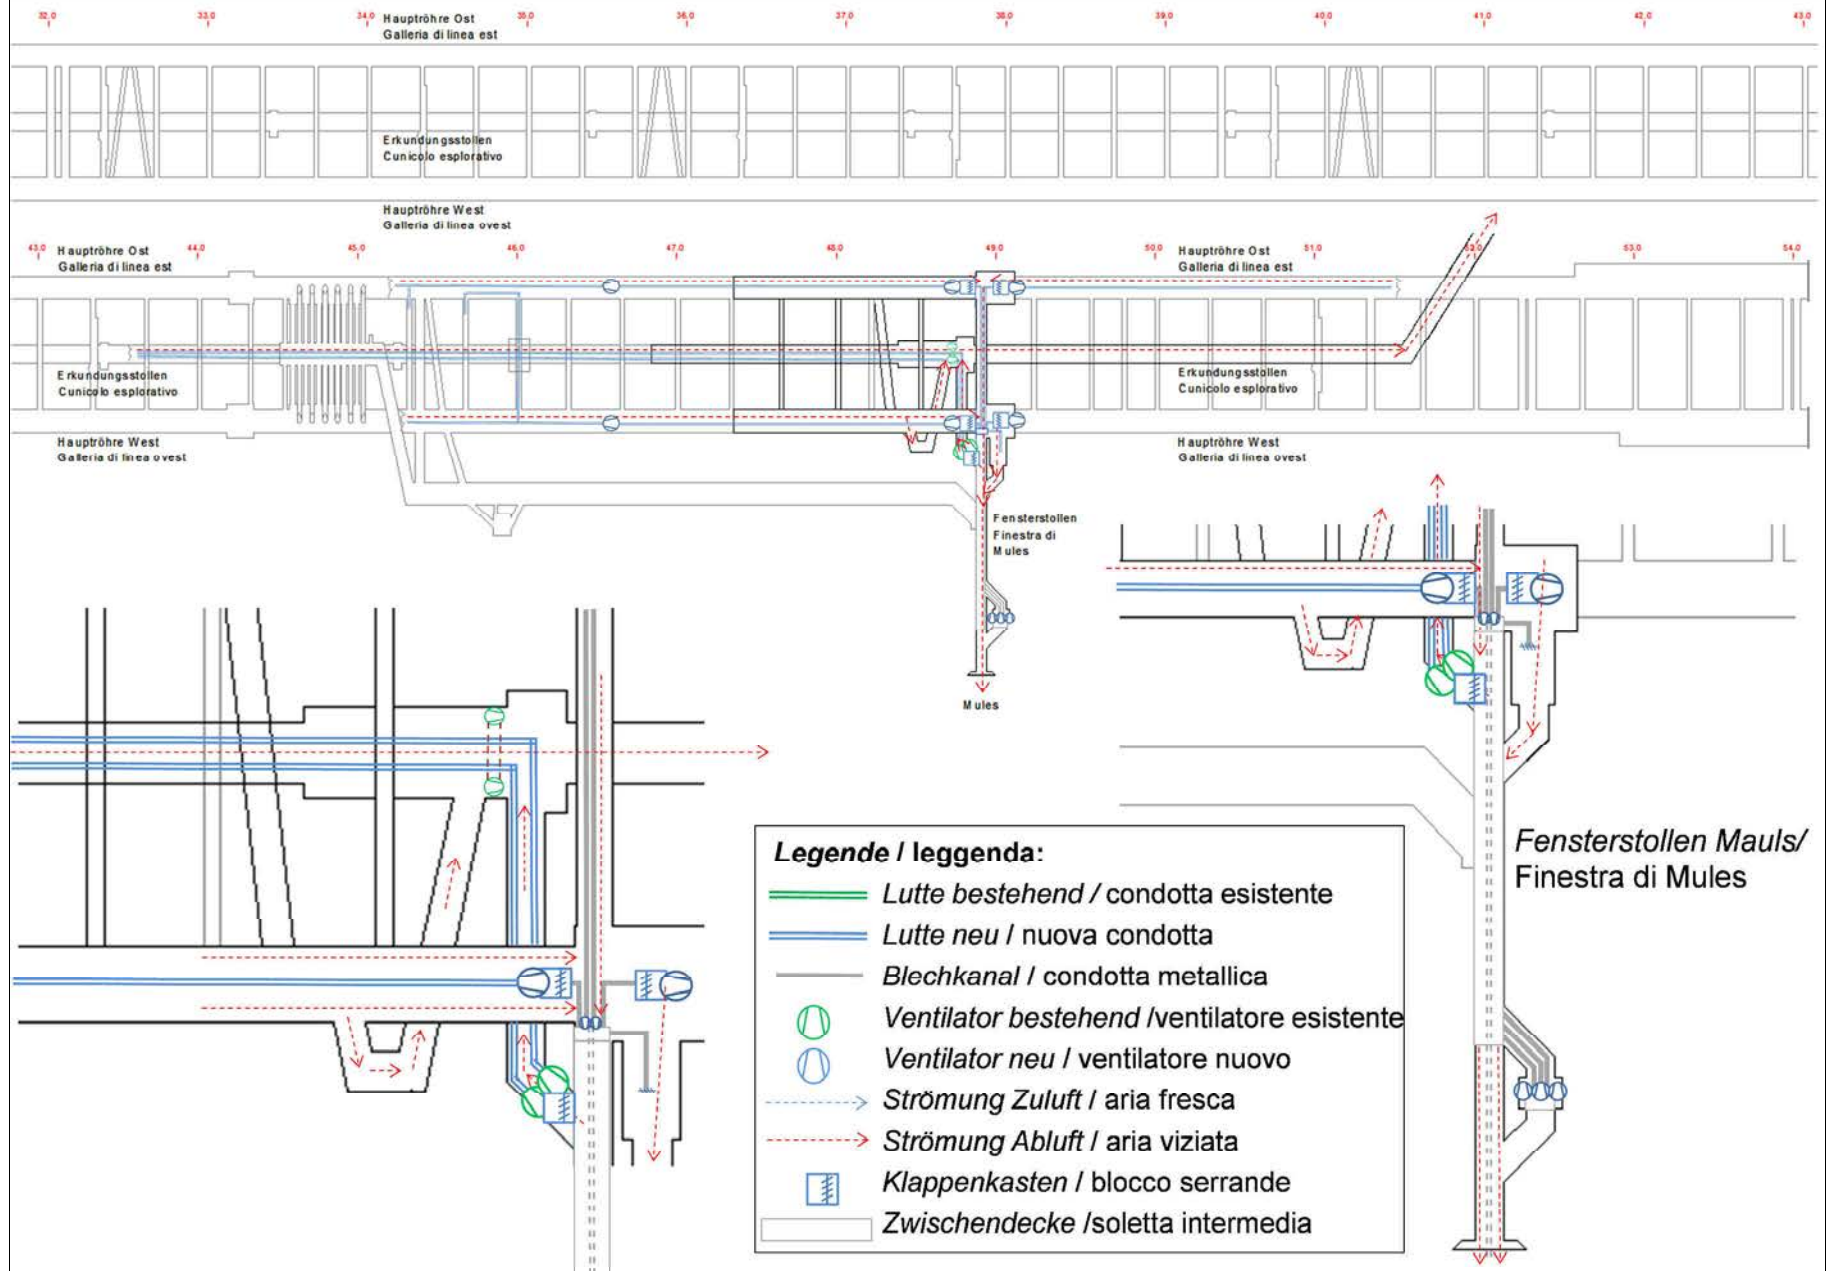 32,0 33,0 34,0 35,0 36,0 37,0 38,0 39,0 40,0 41,0 42,0 43,0
Hauptröhre Ost
Galleria di linea est
Erkundungsstollen
Cunicolo esplorativo
Hauptröhre West
Galleria di linea ovest
43,0 44,0 45,0 46,0 47,0 48,0 49,0 50,0 51,0 52,0 53,0 54,0
Hauptröhre Ost
Galleria di linea est
Hauptröhre Ost
Galleria di linea est
Erkundungsstollen
Cunicolo esplorativo
Erkundungsstollen
Cunicolo esplorativo
Hauptröhre West
Galleria di linea ovest
Hauptröhre West
Galleria di linea ovest
Fensterstollen
Finestra di
Mules
Mules
Fensterstollen Mauls/
Finestra di Mules
Legende / leggenda:
Lutte bestehend / condotta esistente
Lutte neu / nuova condotta
Blechkanal / condotta metallica
Ventilator bestehend /ventilatore esistente
Ventilator neu / ventilatore nuovo
Strömung Zuluft / aria fresca
Strömung Abluft / aria viziata
Klappenkasten / blocco serrande
Zwischendecke /soletta intermedia